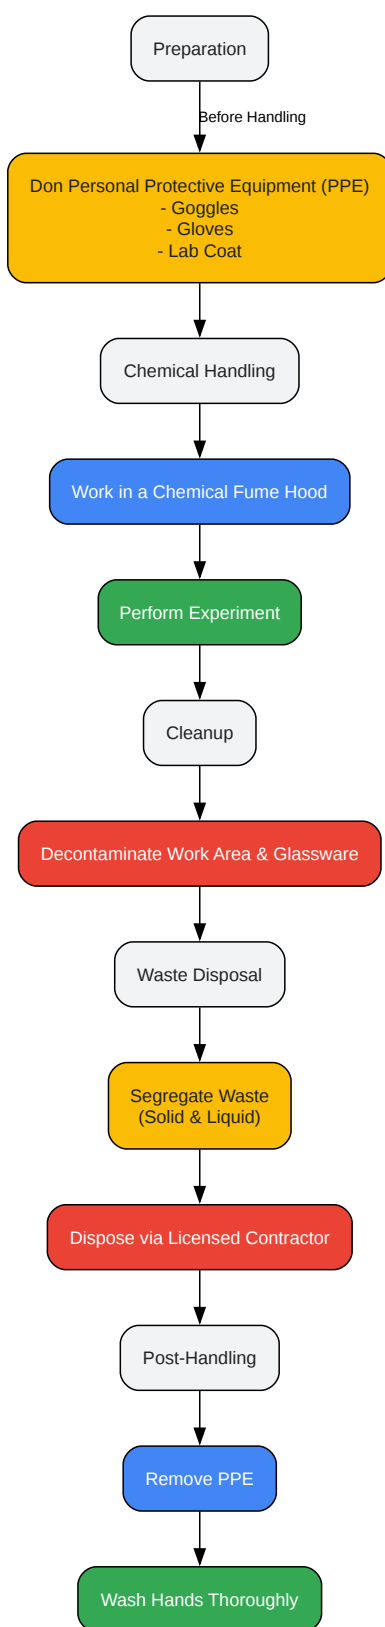 Preparation
Before Handling
Don Personal Protective Equipment (PPE)
- Goggles
- Gloves
- Lab Coat
Chemical Handling
Work in a Chemical Fume Hood
Perform Experiment
Cleanup
Decontaminate Work Area & Glassware
Waste Disposal
Segregate Waste
(Solid & Liquid)
Dispose via Licensed Contractor
Post-Handling
Remove PPE
Wash Hands Thoroughly